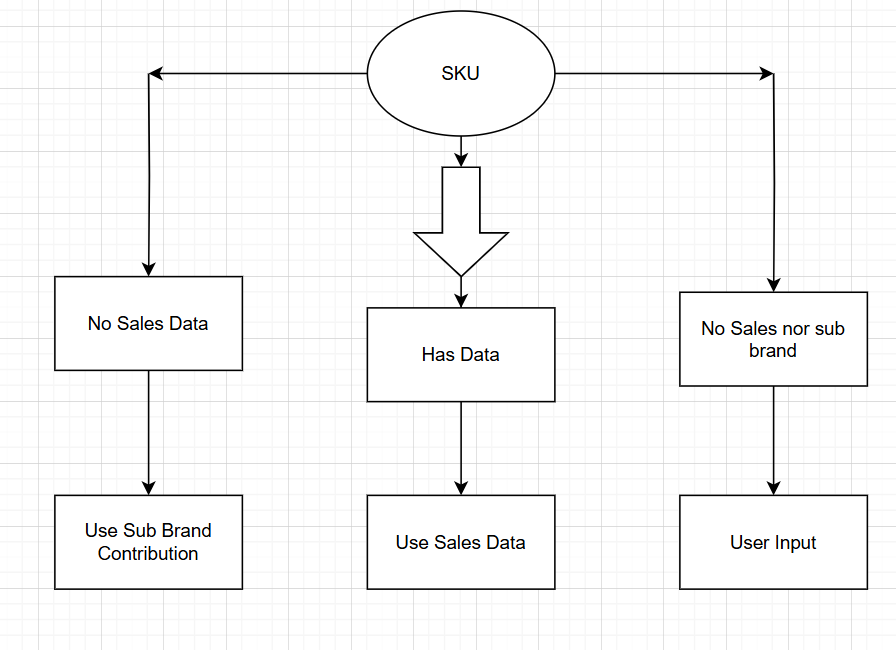 SKU
No Sales Data
Has Data
No Sales nor sub
brand
Use Sub Brand
Contribution
Use Sales Data
User Input